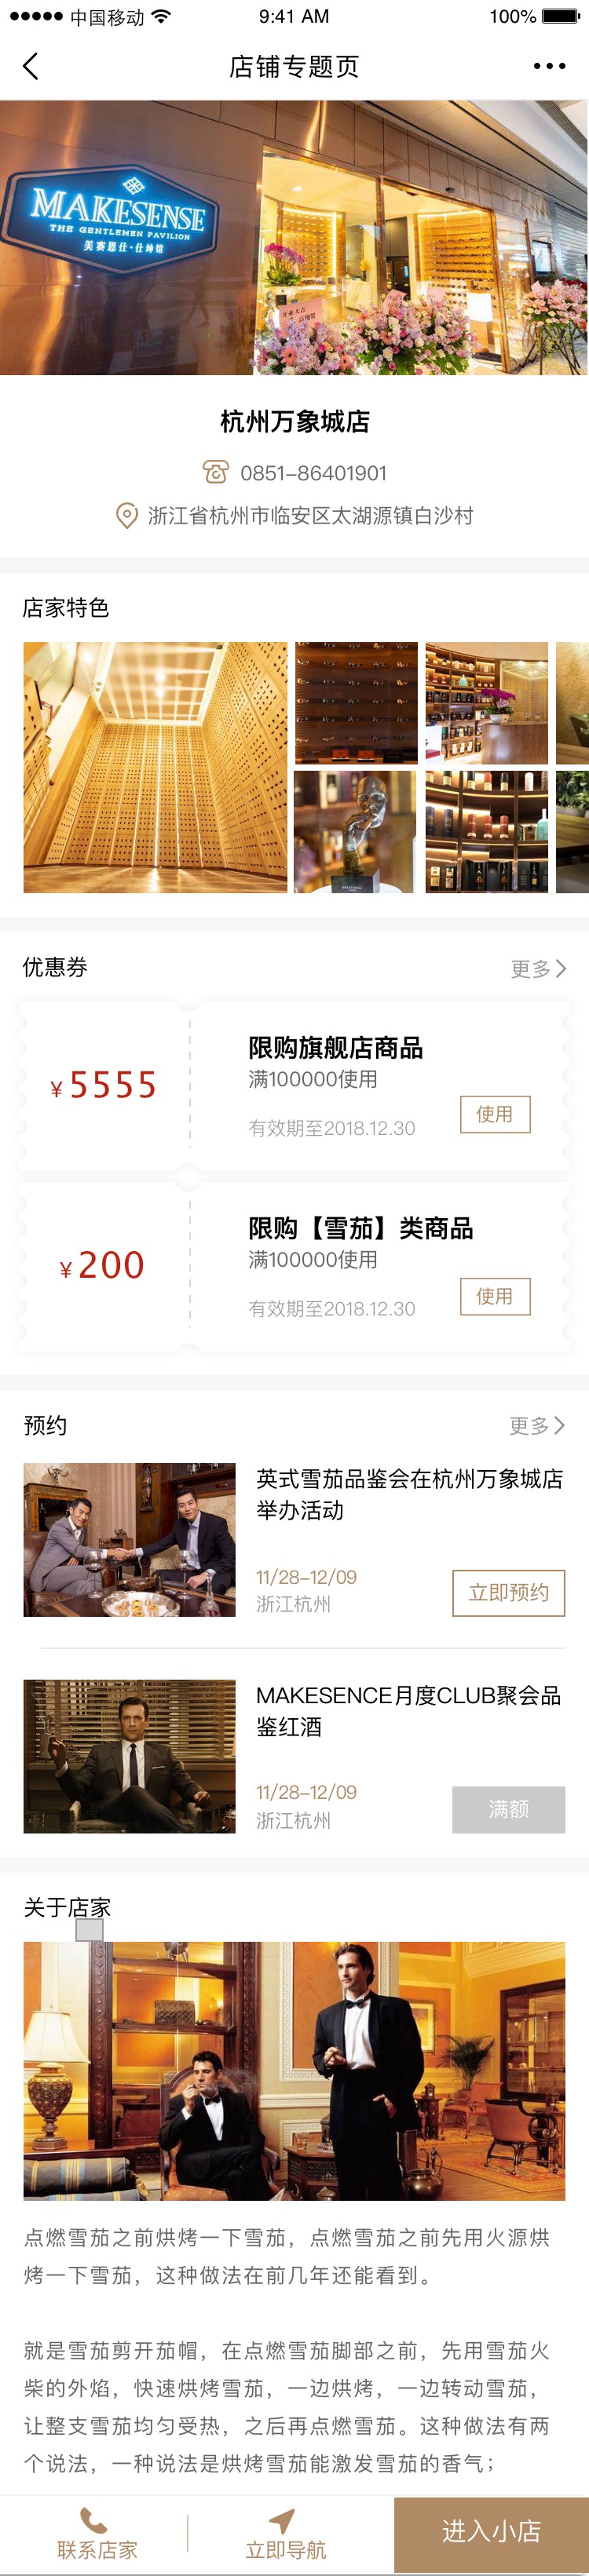 中国移动
9:41 AM
100%
店铺专题页
MAKESENSE
THE GENTLEMEN PAVILION
美赛恩仕·仕绅馆
杭州万象城店
0851-86401901
浙江省杭州市临安区太湖源镇白沙村
店家特色
优惠券
更多
¥5555
限购旗舰店商品
满100000使用
有效期至2018.12.30
使用
¥200
限购【雪茄】类商品
满100000使用
有效期至2018.12.30
使用
预约
更多
英式雪茄品鉴会在杭州万象城店
举办活动
11/28-12/09
浙江杭州
立即预约
MAKESENCE月度CLUB聚会品
鉴红酒
11/28-12/09
浙江杭州
满额
关于店家
点燃雪茄之前烘烤一下雪茄，点燃雪茄之前先用火源烘
烤一下雪茄，这种做法在前几年还能看到。
就是雪茄剪开茄帽，在点燃雪茄脚部之前，先用雪茄火
柴的外焰，快速烘烤雪茄，一边烘烤，一边转动雪茄，
让整支雪茄均匀受热，之后再点燃雪茄。这种做法有两
个说法，一种说法是烘烤雪茄能激发雪茄的香气；
联系店家
立即导航
进入小店